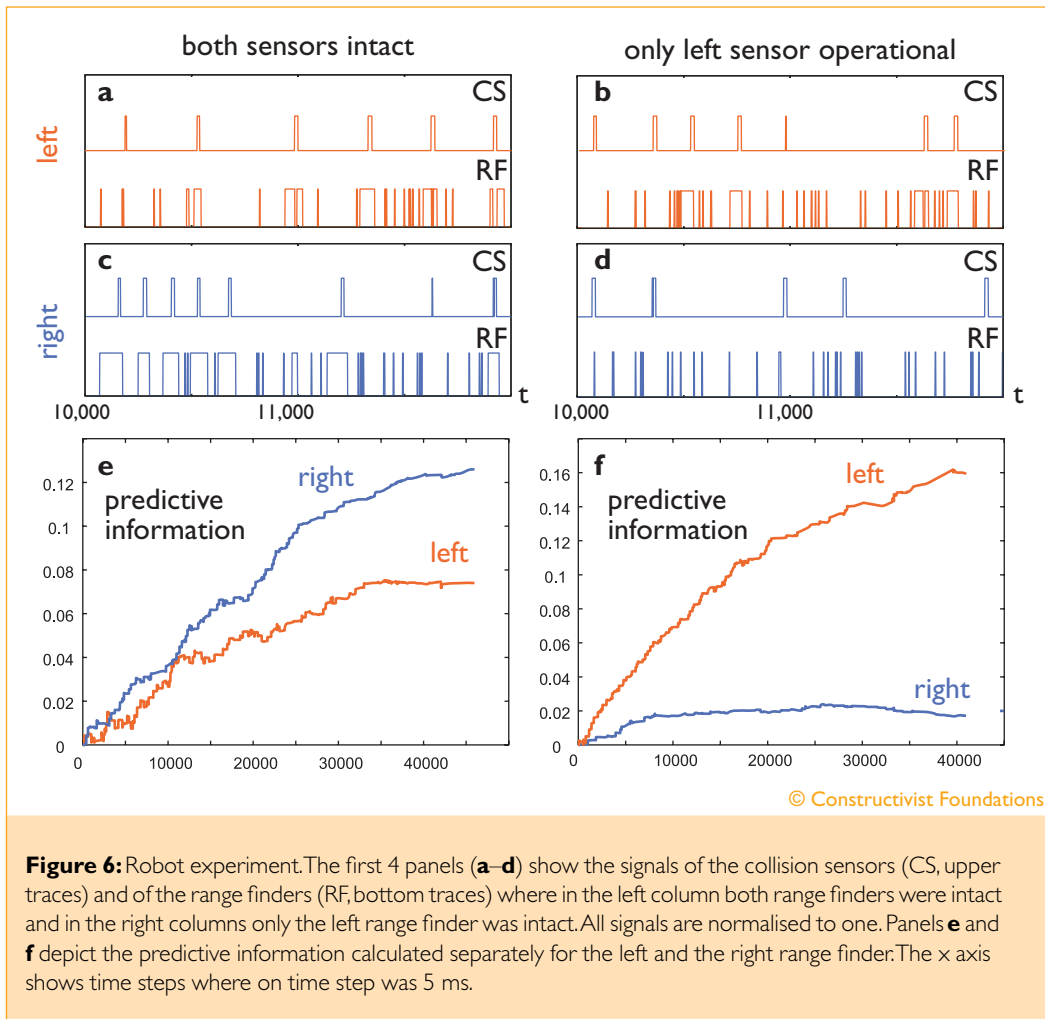 both sensors intact
only left sensor operational
a
CS
left
RF
b
CS
RF
c
CS
right
RF
t
10,000
11,000
d
CS
RF
t
10,000
11,000
e
right
predictive
information
left
0.12
0.1
0.08
0.06
0.04
0.02
0
0
10000
20000
30000
40000
f
left
predictive
information
right
0.16
0.14
0.12
0.1
0.08
0.06
0.04
0.02
0
0
10000
20000
30000
40000
© Constructivist Foundations
Figure 6: Robot experiment. The first 4 panels (a–d) show the signals of the collision sensors (CS, upper
traces) and of the range finders (RF, bottom traces) where in the left column both range finders were intact
and in the right columns only the left range finder was intact. All signals are normalised to one. Panels e and
f depict the predictive information calculated separately for the left and the right range finder. The x axis
shows time steps where on time step was 5 ms.